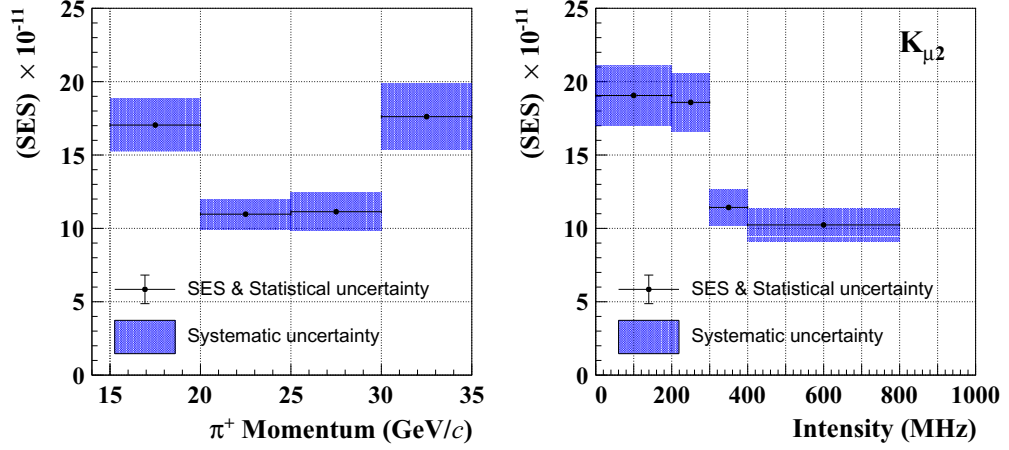 (SES) × 10⁻¹¹
25
20
15
10
5
0
SES & Statistical uncertainty
Systematic uncertainty
15 20 25 30 35
π⁺ Momentum (GeV/c)
(SES) × 10⁻¹¹
25
20
15
10
5
0
Kμ2
SES & Statistical uncertainty
Systematic uncertainty
0 200 400 600 800 1000
Intensity (MHz)